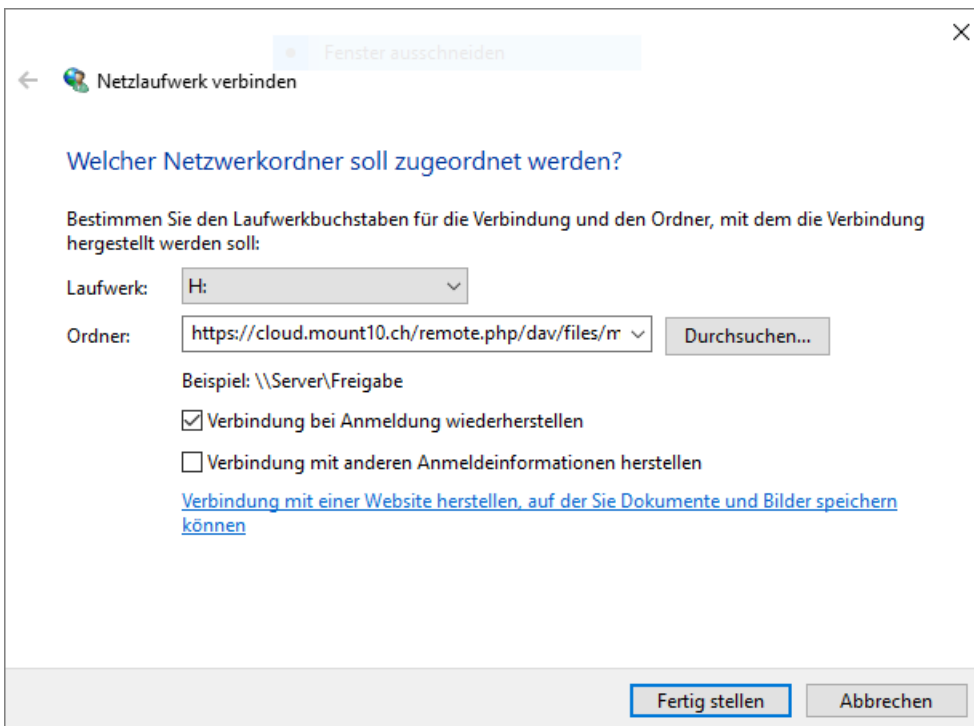 Fenster ausschneiden
Netzlaufwerk verbinden
Welcher Netzwerkordner soll zugeordnet werden?
Bestimmen Sie den Laufwerkbuchstaben für die Verbindung und den Ordner, mit dem die Verbindung
hergestellt werden soll:
Laufwerk: H:
Ordner: https://cloud.mount10.ch/remote.php/dav/files/m Durchsuchen...
Beispiel: \\Server\Freigabe
Verbindung bei Anmeldung wiederherstellen
Verbindung mit anderen Anmeldeinformationen herstellen
Verbindung mit einer Website herstellen, auf der Sie Dokumente und Bilder speichern
können
Fertig stellen Abbrechen